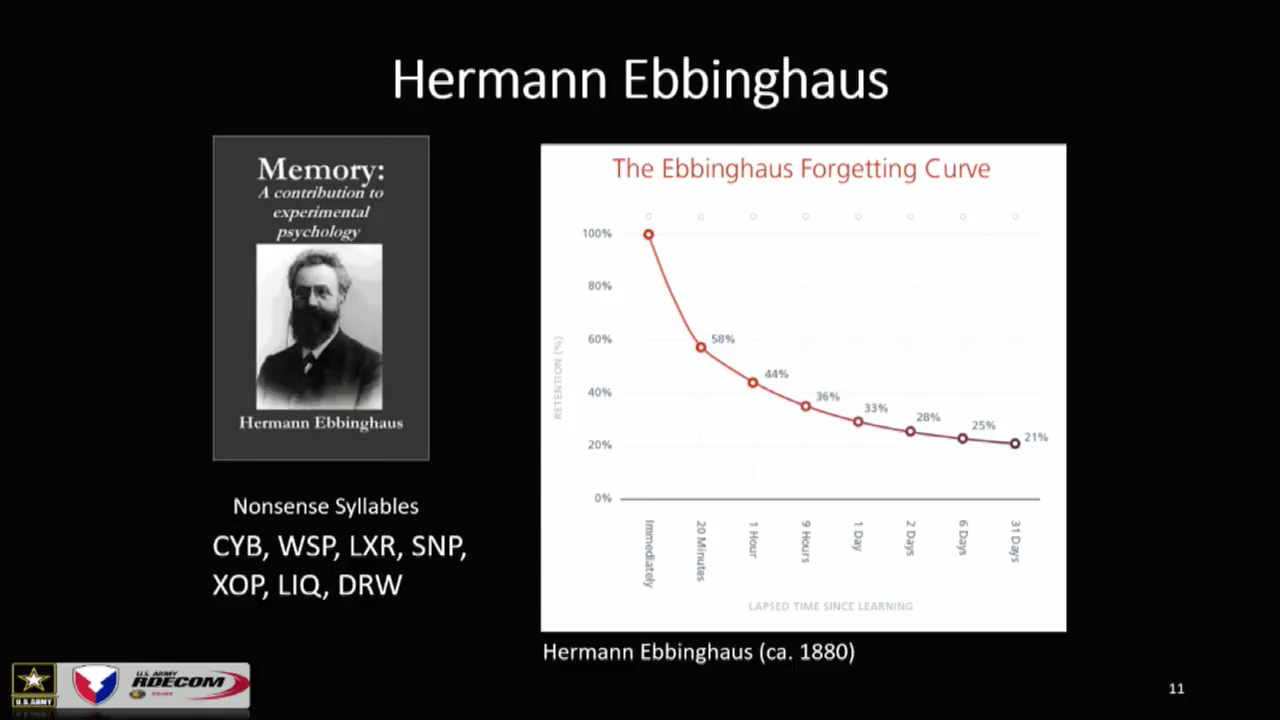 Hermann Ebbinghaus
Memory:
A contribution to
experimental
psychology
Hermann Ebbinghaus
Nonsense Syllables
CYB, WSP, LXR, SNP,
XOP, LIQ, DRW
The Ebbinghaus Forgetting Curve
RETENTION (%)
100%
80%
60%
40%
20%
0%
58%
44%
36%
33%
28%
25%
21%
Immediately
20 Minutes
1 Hour
9 Hours
1 Day
2 Days
6 Days
31 Days
LAPSED TIME SINCE LEARNING
Hermann Ebbinghaus (ca. 1880)
U.S.ARMY
U.S. ARMY
RDECOM
11